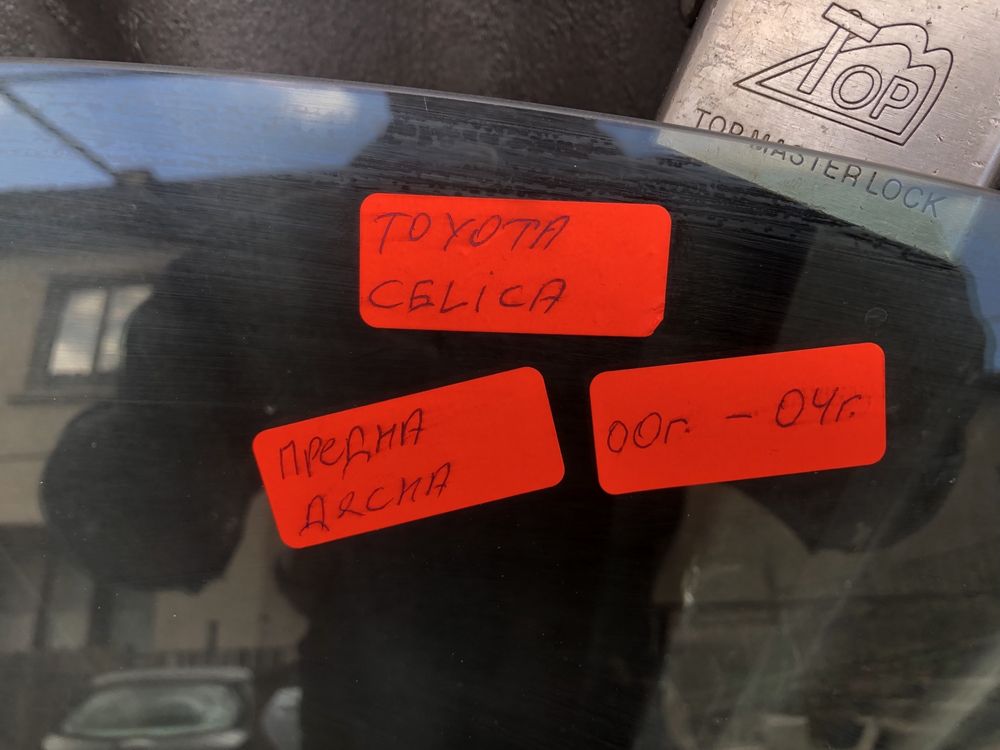 TOP
TOP MASTER LOCK
TOYOTA
CELiCA
ПРЕДНА
ДЯСНА
00г. - 04г.